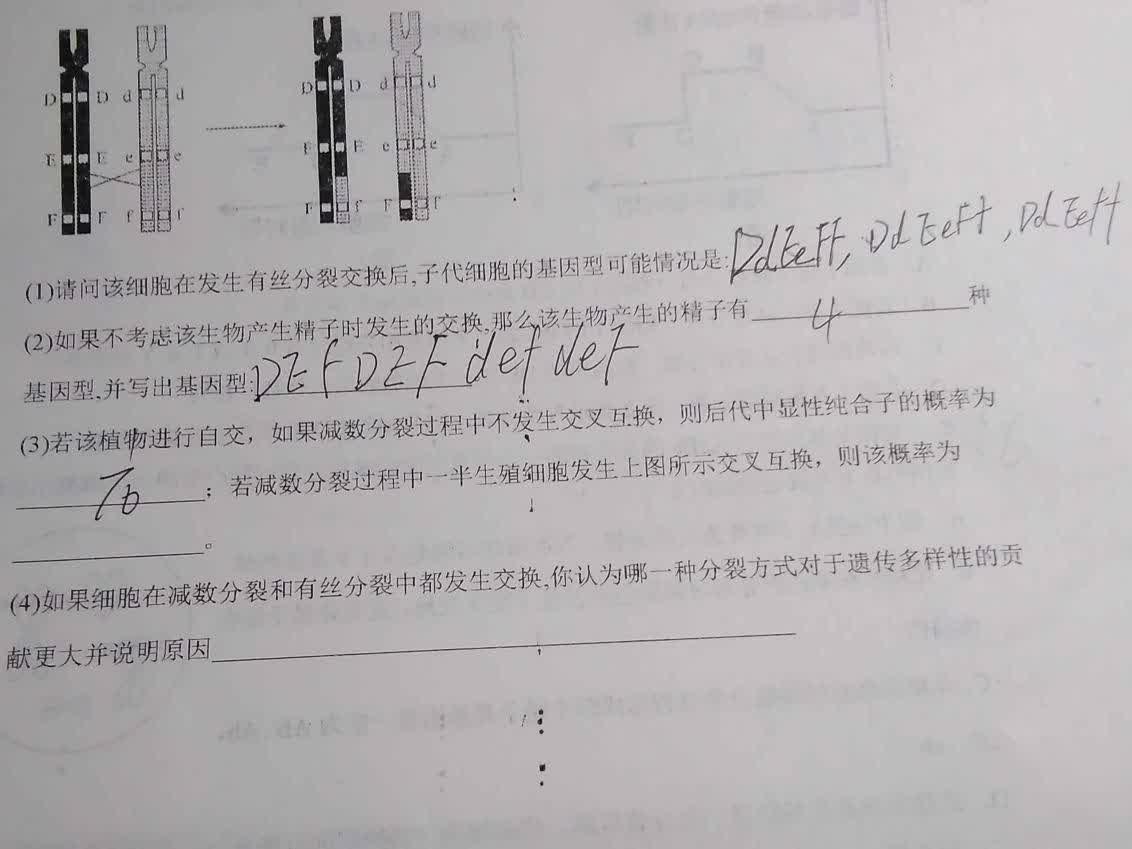 D D d d D D d d
E E e e E E e e
F F f f F f F f
(1)请问该细胞在发生有丝分裂交换后,子代细胞的基因型可能情况是:DdEeFf, DdEeFf, DdEeff
(2)如果不考虑该生物产生精子时发生的交换,那么该生物产生的精子有 4 种
基因型,并写出基因型:DEf DEF def deF
(3)若该植物进行自交，如果减数分裂过程中不发生交叉互换，则后代中显性纯合子的概率为
；若减数分裂过程中一半生殖细胞发生上图所示交叉互换，则该概率为
。
(4)如果细胞在减数分裂和有丝分裂中都发生交换,你认为哪一种分裂方式对于遗传多样性的贡
献更大并说明原因